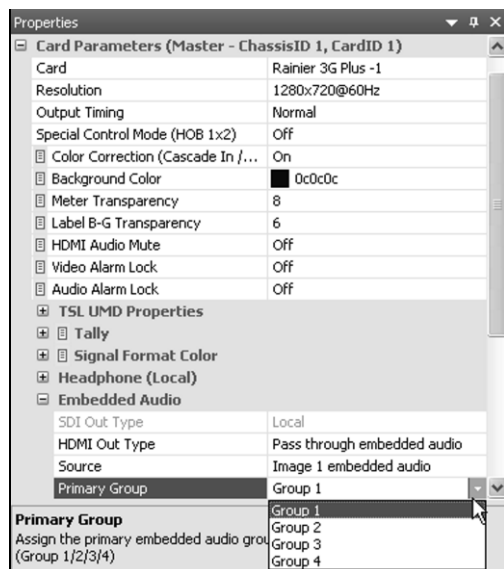 Properties
Card Parameters (Master - ChassisID 1, CardID 1)
Card Rainier 3G Plus -1
Resolution 1280x720@60Hz
Output Timing Normal
Special Control Mode (HOB 1x2) Off
Color Correction (Cascade In /... On
Background Color 0c0c0c
Meter Transparency 8
Label B-G Transparency 6
HDMI Audio Mute Off
Video Alarm Lock Off
Audio Alarm Lock Off
TSL UMD Properties
Tally
Signal Format Color
Headphone (Local)
Embedded Audio
SDI Out Type Local
HDMI Out Type Pass through embedded audio
Source Image 1 embedded audio
Primary Group Group 1
Group 1
Group 2
Group 3
Group 4
Primary Group
Assign the primary embedded audio grou
(Group 1/2/3/4)